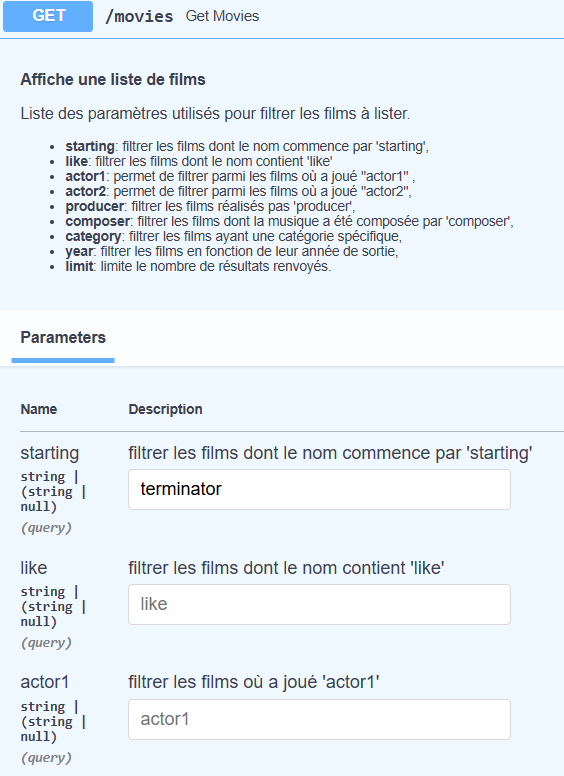 GET /movies Get Movies
Affiche une liste de films
Liste des paramètres utilisés pour filtrer les films à lister.
starting: filtrer les films dont le nom commence par 'starting',
like: filtrer les films dont le nom contient 'like'
actor1: permet de filtrer parmi les films où a joué "actor1" ,
actor2: permet de filtrer parmi les films où a joué "actor2",
producer: filtrer les films réalisés pas 'producer',
composer: filtrer les films dont la musique a été composée par 'composer',
category: filtrer les films ayant une catégorie spécifique,
year: filtrer les films en fonction de leur année de sortie,
limit: limite le nombre de résultats renvoyés.
Parameters
Name Description
starting filtrer les films dont le nom commence par 'starting'
string |
(string |
null)
(query)
terminator
like filtrer les films dont le nom contient 'like'
string |
(string |
null)
(query)
like
actor1 filtrer les films où a joué 'actor1'
string |
(string |
null)
(query)
actor1